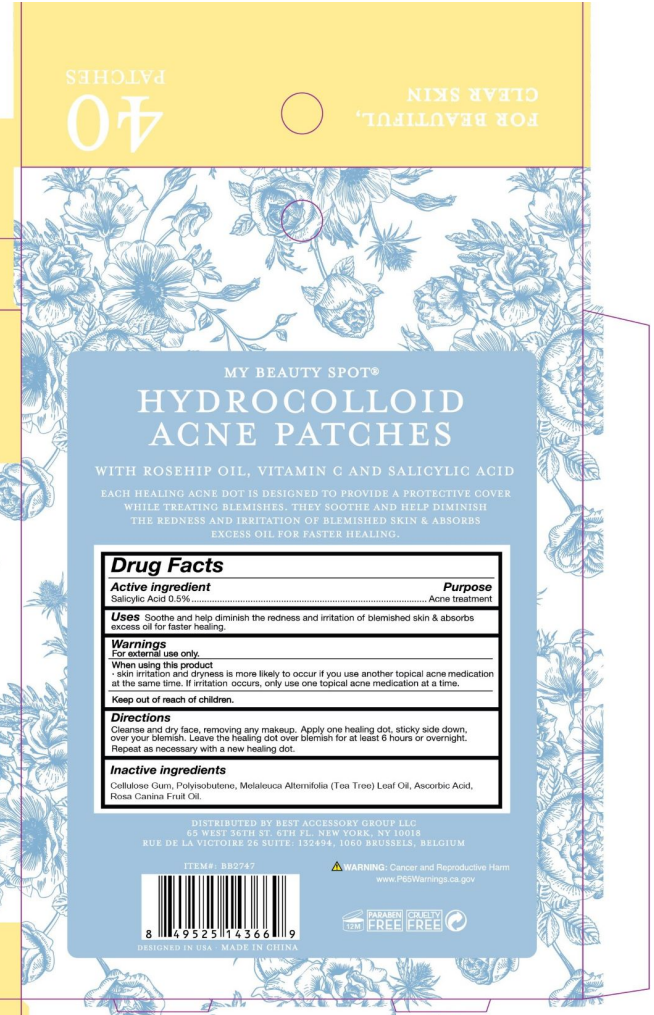 40
PATCHES
FOR BEAUTIFUL,
CLEAR SKIN
MY BEAUTY SPOT®
HYDROCOLLOID
ACNE PATCHES
WITH ROSEHIP OIL, VITAMIN C AND SALICYLIC ACID
EACH HEALING ACNE DOT IS DESIGNED TO PROVIDE A PROTECTIVE COVER
WHILE TREATING BLEMISHES. THEY SOOTHE AND HELP DIMINISH
THE REDNESS AND IRRITATION OF BLEMISHED SKIN & ABSORBS
EXCESS OIL FOR FASTER HEALING.
Drug Facts
Active ingredient Purpose
Salicylic Acid 0.5%........................................................................................ Acne treatment
Uses Soothe and help diminish the redness and irritation of blemished skin & absorbs
excess oil for faster healing.
Warnings
For external use only.
When using this product
· skin irritation and dryness is more likely to occur if you use another topical acne medication
at the same time. If irritation occurs, only use one topical acne medication at a time.
Keep out of reach of children.
Directions
Cleanse and dry face, removing any makeup. Apply one healing dot, sticky side down,
over your blemish. Leave the healing dot over blemish for at least 6 hours or overnight.
Repeat as necessary with a new healing dot.
Inactive ingredients
Cellulose Gum, Polyisobutene, Melaleuca Alternifolia (Tea Tree) Leaf Oil, Ascorbic Acid,
Rosa Canina Fruit Oil.
DISTRIBUTED BY BEST ACCESSORY GROUP LLC
65 WEST 36TH ST. 6TH FL. NEW YORK, NY 10018
RUE DE LA VICTOIRE 26 SUITE: 132494, 1060 BRUSSELS, BELGIUM
ITEM#: BB2747
WARNING: Cancer and Reproductive Harm
www.P65Warnings.ca.gov
8 49525 14366 9
DESIGNED IN USA · MADE IN CHINA
12M
PARABEN
FREE
CRUELTY
FREE